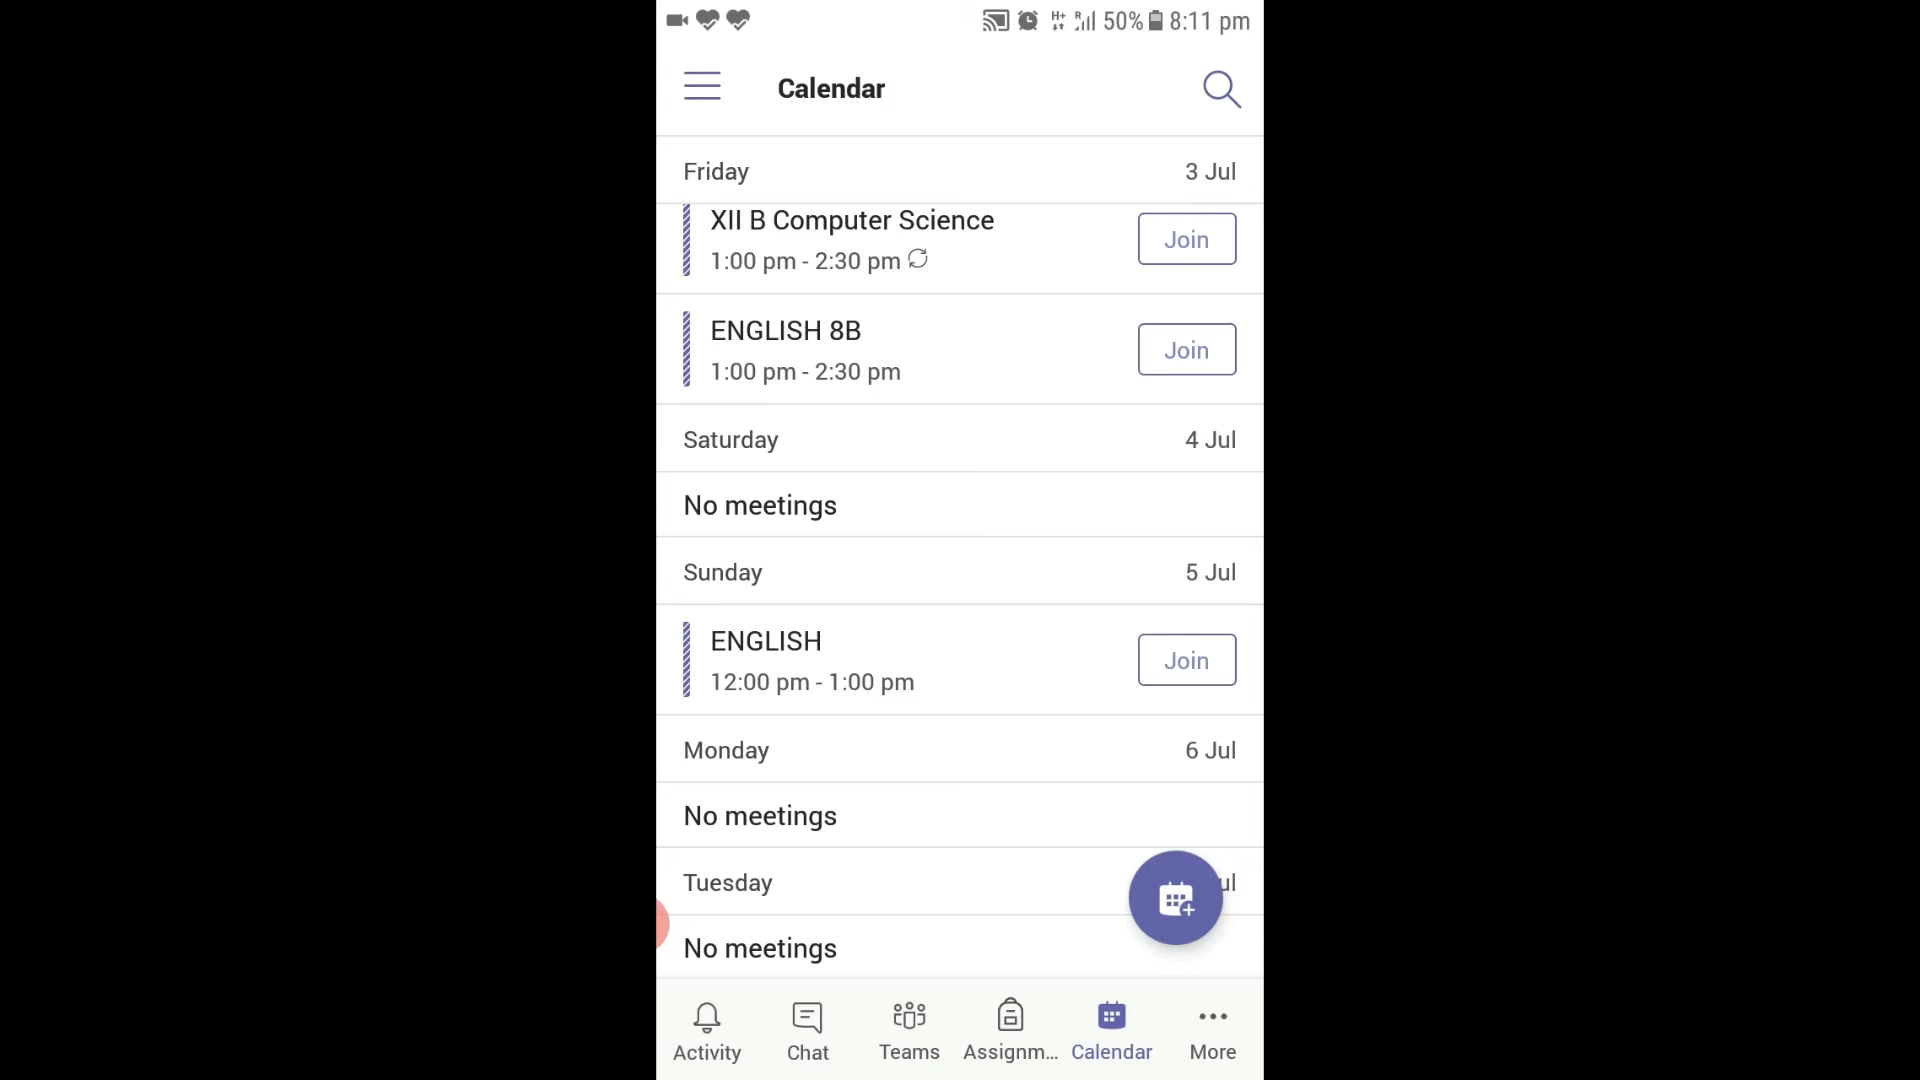 50% 8:11 pm
Calendar
Friday 3 Jul
XII B Computer Science
1:00 pm - 2:30 pm
Join
ENGLISH 8B
1:00 pm - 2:30 pm
Join
Saturday 4 Jul
No meetings
Sunday 5 Jul
ENGLISH
12:00 pm - 1:00 pm
Join
Monday 6 Jul
No meetings
Tuesday
No meetings
Activity Chat Teams Assignm... Calendar More